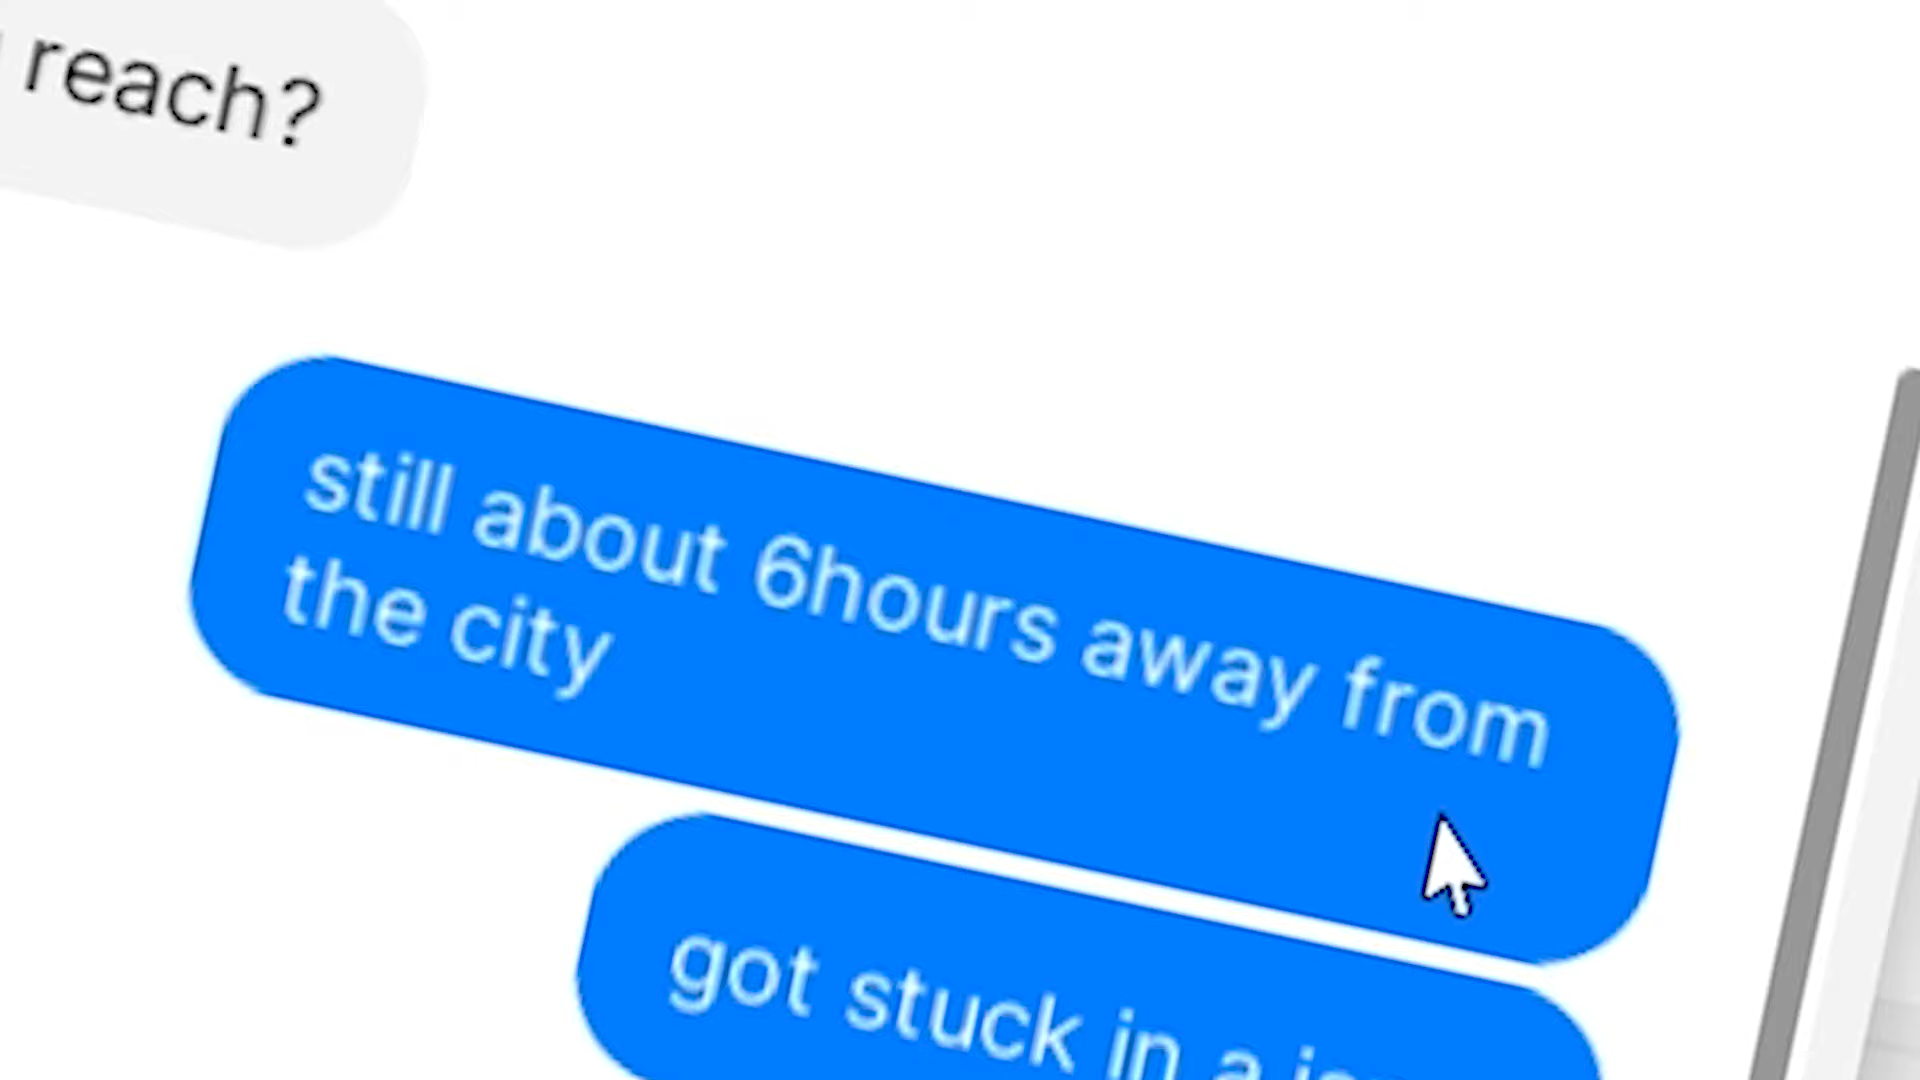 reach?
still about 6hours away from
the city
got stuck in a